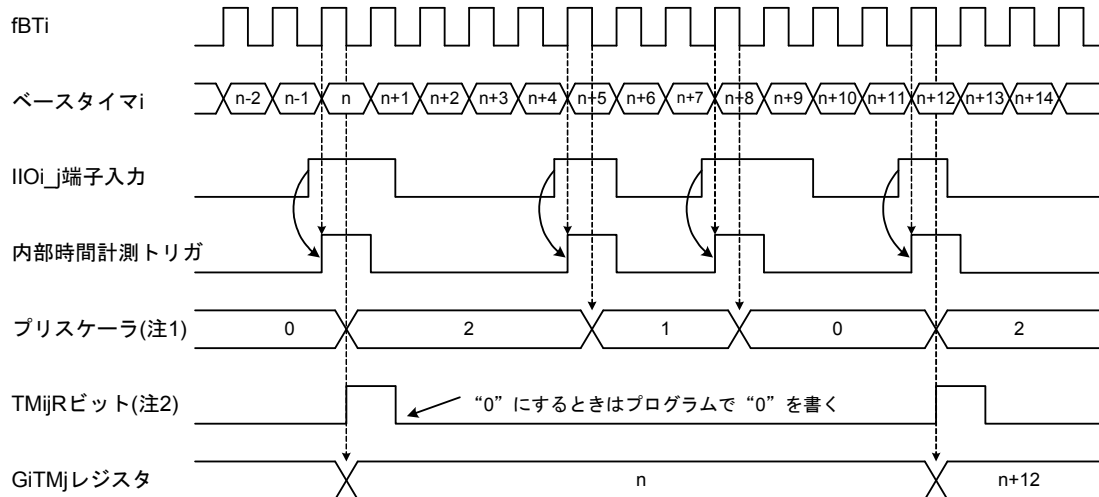 fBTi
ベースタイマi n-2 n-1 n n+1 n+2 n+3 n+4 n+5 n+6 n+7 n+8 n+9 n+10 n+11 n+12 n+13 n+14
IIOi_j端子入力
内部時間計測トリガ
プリスケーラ(注1) 0 2 1 0 2
TMijRビット(注2) “0”にするときはプログラムで“0”を書く
GiTMjレジスタ n n+12